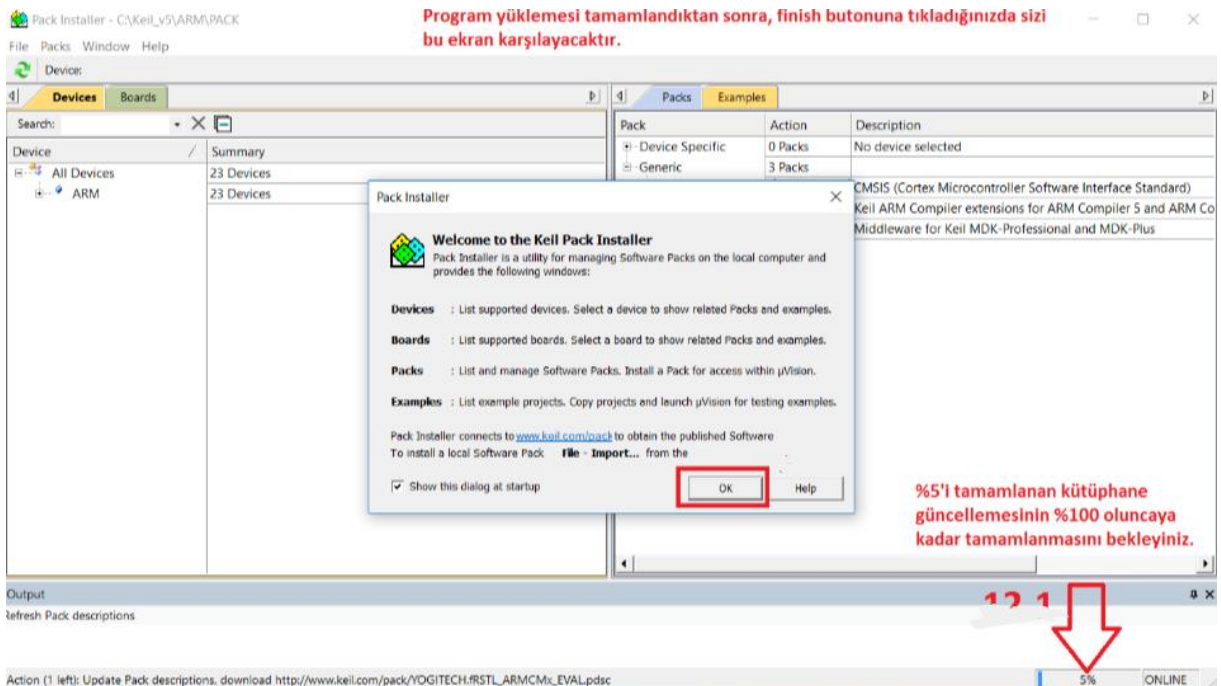 Pack Installer - C:\Keil_v5\ARM\PACK
Program yüklemesi tamamlandıktan sonra, finish butonuna tıkladığınızda sizi
bu ekran karşılayacaktır.
File Packs Window Help
Device:
Devices Boards
Packs Examples
Search:
Pack Action Description
Device Summary
Device Specific 0 Packs No device selected
All Devices 23 Devices
Generic 3 Packs
ARM 23 Devices
CMSIS (Cortex Microcontroller Software Interface Standard)
Keil ARM Compiler extensions for ARM Compiler 5 and ARM Co
Middleware for Keil MDK-Professional and MDK-Plus
Pack Installer
Welcome to the Keil Pack Installer
Pack Installer is a utility for managing Software Packs on the local computer and
provides the following windows:
Devices : List supported devices. Select a device to show related Packs and examples.
Boards : List supported boards. Select a board to show related Packs and examples.
Packs : List and manage Software Packs. Install a Pack for access within µVision.
Examples : List example projects. Copy projects and launch µVision for testing examples.
Pack Installer connects to www.keil.com/pack to obtain the published Software
To install a local Software Pack File - Import... from the
Show this dialog at startup
OK
Help
%5'i tamamlanan kütüphane
güncellemesinin %100 oluncaya
kadar tamamlanmasını bekleyiniz.
Output
Refresh Pack descriptions
12.1
Action (1 left): Update Pack descriptions. download http://www.keil.com/pack/YOGITECH.fRSTL_ARMCMx_EVAL.pdsc
5% ONLINE